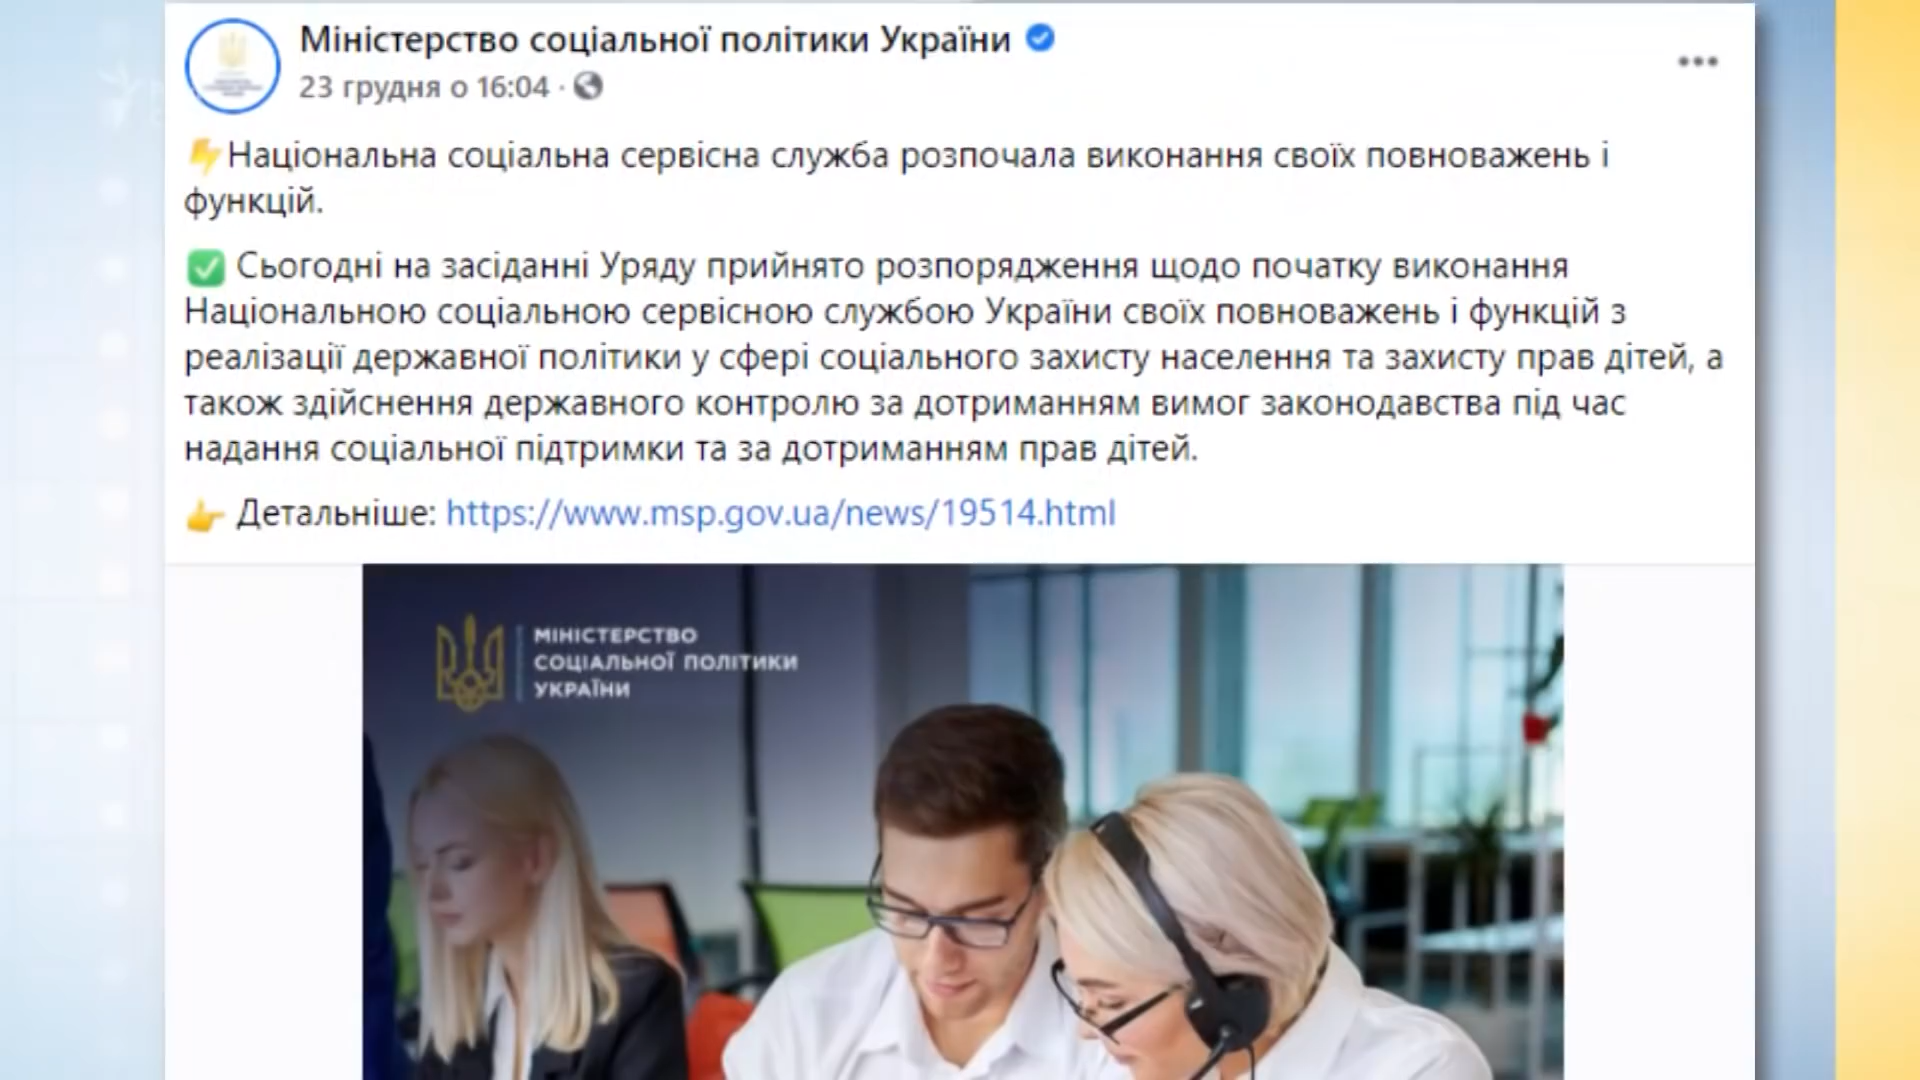 Міністерство соціальної політики України
23 грудня о 16:04 ·
⚡Національна соціальна сервісна служба розпочала виконання своїх повноважень і
функцій.
✅ Сьогодні на засіданні Уряду прийнято розпорядження щодо початку виконання
Національною соціальною сервісною службою України своїх повноважень і функцій з
реалізації державної політики у сфері соціального захисту населення та захисту прав дітей, а
також здійснення державного контролю за дотриманням вимог законодавства під час
надання соціальної підтримки та за дотриманням прав дітей.
👉 Детальніше: https://www.msp.gov.ua/news/19514.html
МІНІСТЕРСТВО
СОЦІАЛЬНОЇ ПОЛІТИКИ
УКРАЇНИ